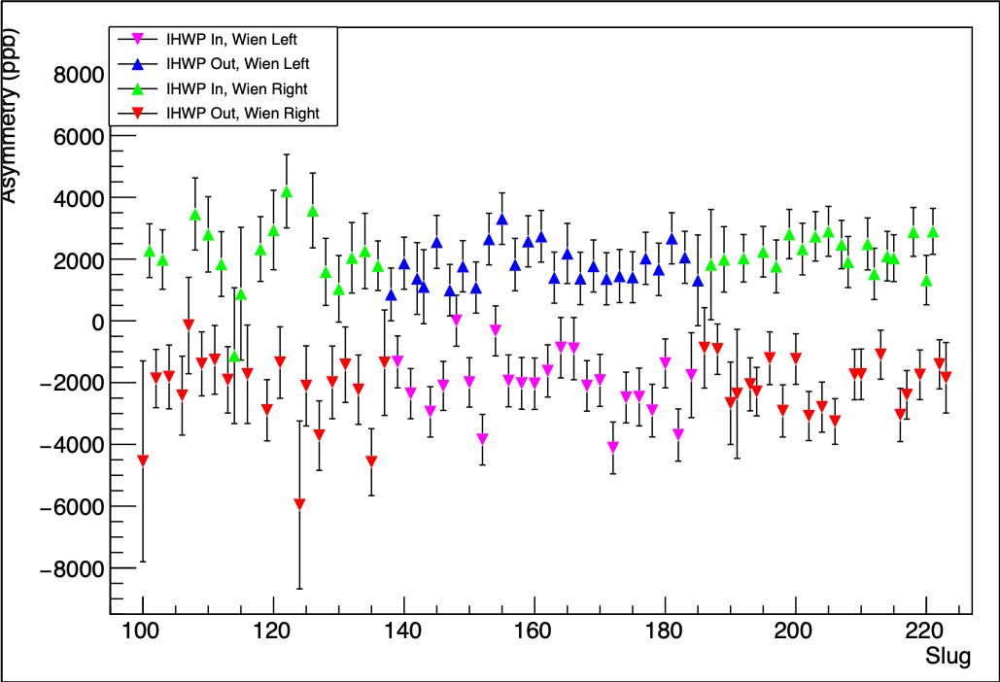 Asymmetry (ppb)
IHWP In, Wien Left
IHWP Out, Wien Left
IHWP In, Wien Right
IHWP Out, Wien Right
8000
6000
4000
2000
0
−2000
−4000
−6000
−8000
100 120 140 160 180 200 220
Slug